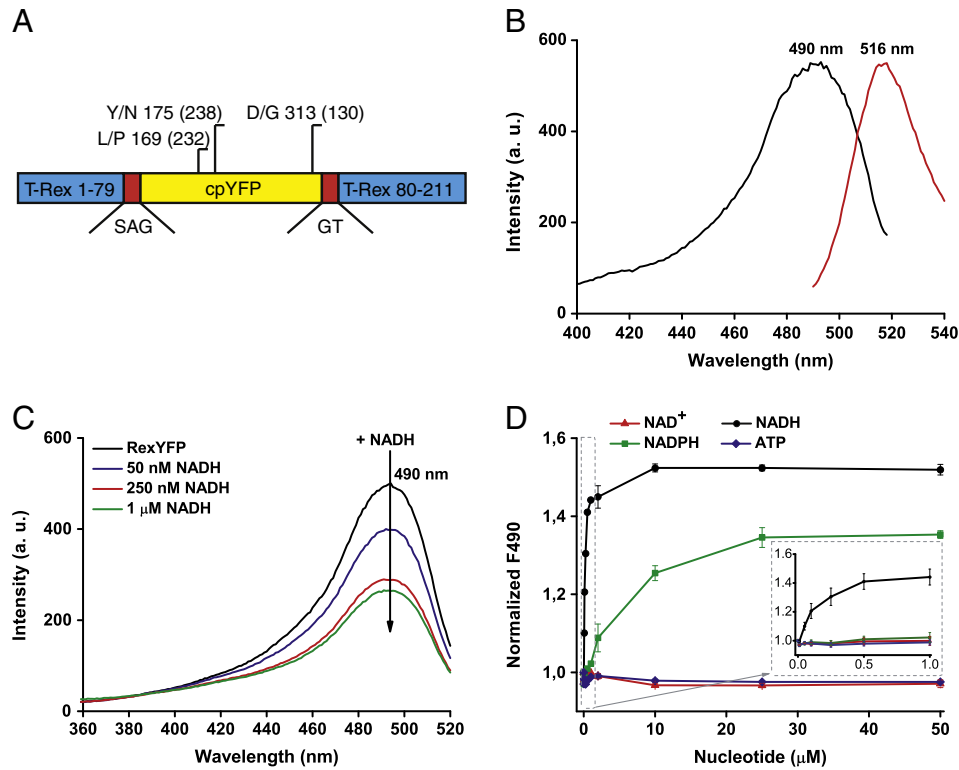 A
Y/N 175 (238)
D/G 313 (130)
L/P 169 (232)
T-Rex 1-79
cpYFP
T-Rex 80-211
SAG
GT
B
490 nm
516 nm
600
400
200
0
400
420
440
460
480
500
520
540
Intensity (a. u.)
Wavelength (nm)
C
RexYFP
50 nM NADH
250 nM NADH
1 μM NADH
+ NADH
490 nm
600
400
200
0
360
380
400
420
440
460
480
500
520
Intensity (a. u.)
Wavelength (nm)
D
NAD+
NADH
NADPH
ATP
1,6
1,4
1,2
1,0
0
10
20
30
40
50
Normalized F490
Nucleotide (μM)
1.6
1.4
1.2
1.0
0.0
0.5
1.0